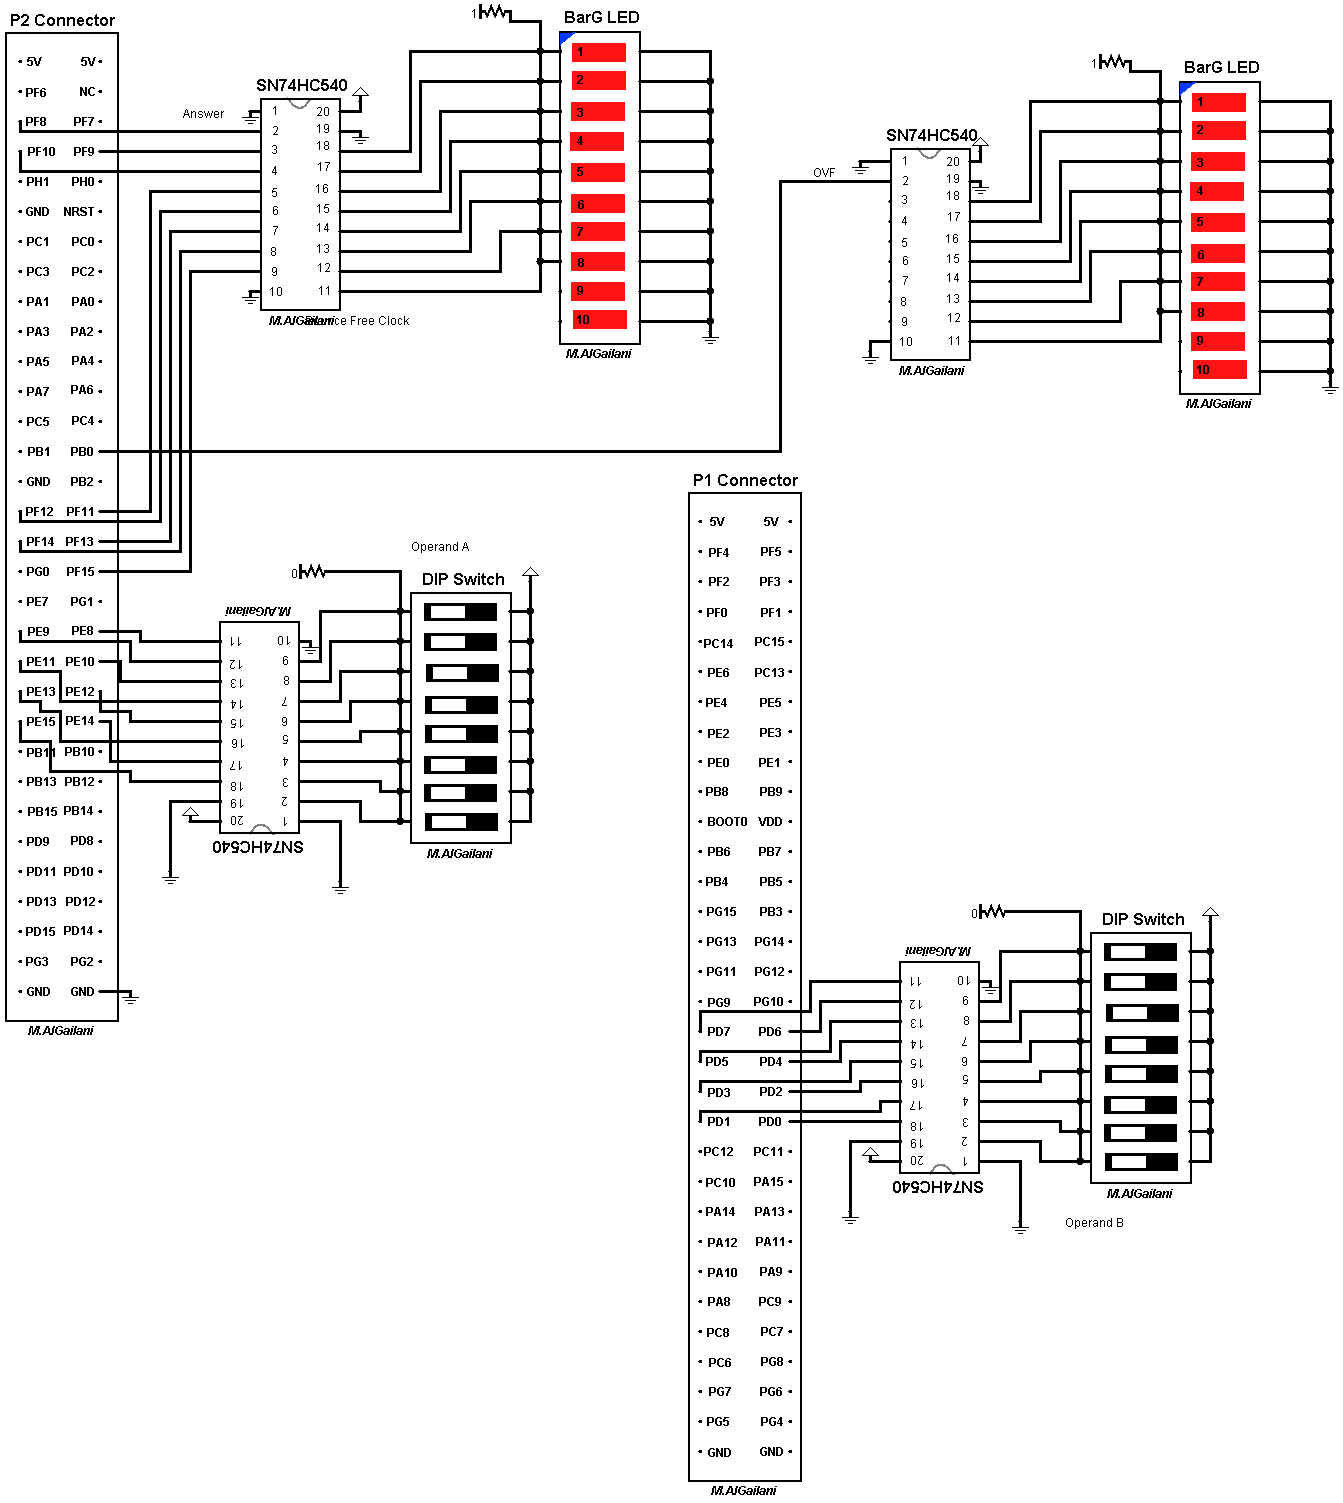 P2 Connector
5V 5V
PF6 NC
PF8 PF7
PF10 PF9
PH1 PH0
GND NRST
PC1 PC0
PC3 PC2
PA1 PA0
PA3 PA2
PA5 PA4
PA7 PA6
PC5 PC4
PB1 PB0
GND PB2
PF12 PF11
PF14 PF13
PG0 PF15
PE7 PG1
PE9 PE8
PE11 PE10
PE13 PE12
PE15 PE14
PB11 PB10
PB13 PB12
PB15 PB14
PD9 PD8
PD11 PD10
PD13 PD12
PD15 PD14
PG3 PG2
GND GND
M.AlGailani
Answer
SN74HC540
1 20
2 19
3 18
4 17
5 16
6 15
7 14
8 13
9 12
10 11
M.AlGailani
Free Clock
1
BarG LED
1
2
3
4
5
6
7
8
9
10
M.AlGailani
OVF
SN74HC540
1 20
2 19
3 18
4 17
5 16
6 15
7 14
8 13
9 12
10 11
M.AlGailani
1
BarG LED
1
2
3
4
5
6
7
8
9
10
M.AlGailani
Operand A
0
DIP Switch
M.AlGailani
M.AlGailani
11 10
12 9
13 8
14 7
15 6
16 5
17 4
18 3
19 2
20 1
SN74HC540
P1 Connector
5V 5V
PF4 PF5
PF2 PF3
PF0 PF1
PC14 PC15
PE6 PC13
PE4 PE5
PE2 PE3
PE0 PE1
PB8 PB9
BOOT0 VDD
PB6 PB7
PB4 PB5
PG15 PB3
PG13 PG14
PG11 PG12
PG9 PG10
PD7 PD6
PD5 PD4
PD3 PD2
PD1 PD0
PC12 PC11
PC10 PA15
PA14 PA13
PA12 PA11
PA10 PA9
PA8 PC9
PC8 PC7
PC6 PG8
PG7 PG6
PG5 PG4
GND GND
M.AlGailani
0
DIP Switch
M.AlGailani
M.AlGailani
11 10
12 9
13 8
14 7
15 6
16 5
17 4
18 3
19 2
20 1
SN74HC540
Operand B